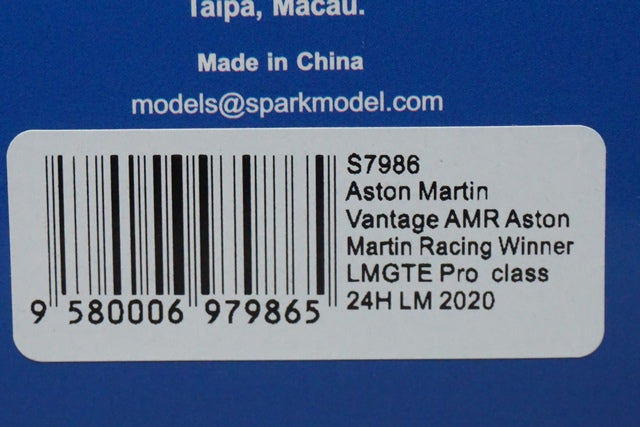 Taipa, Macau.
Made in China
models@sparkmodel.com
S7986
Aston Martin
Vantage AMR Aston
Martin Racing Winner
LMGTE Pro class
24H LM 2020
9 580006 979865